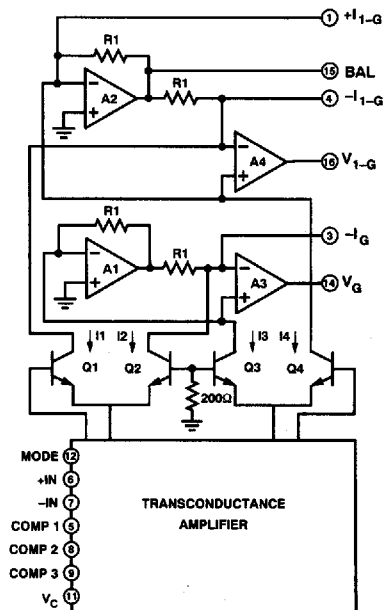 R1
1 +I1-G
15 BAL
A2
R1
4 -I1-G
A4
16 V1-G
R1
3 -IG
A1
R1
A3
14 VG
I1 I2 I3 I4
Q1 Q2 Q3 Q4
200Ω
MODE 12
+IN 6
-IN 7
COMP 1 5
COMP 2 8
COMP 3 9
VC 11
TRANSCONDUCTANCE
AMPLIFIER